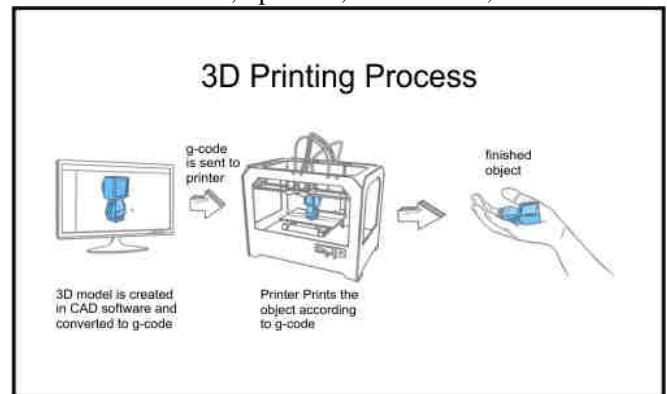 3D Printing Process
g-code
is sent to
printer
finished
object
3D model is created
in CAD software and
converted to g-code
Printer Prints the
object according
to g-code